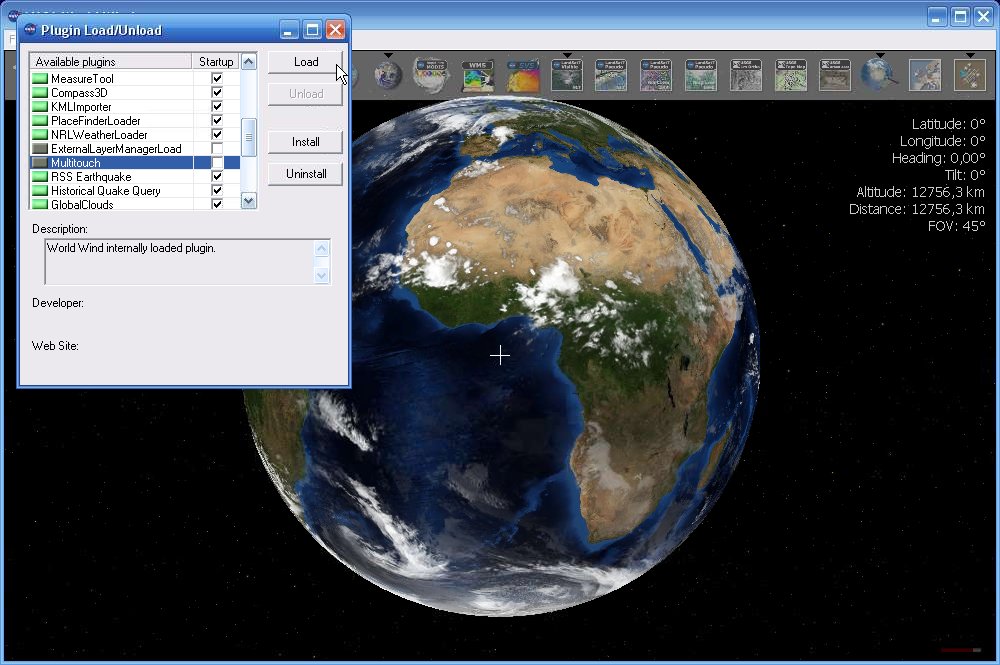 Plugin Load/Unload
Available plugins Startup
MeasureTool
Compass3D
KMLImporter
PlaceFinderLoader
NRLWeatherLoader
ExternalLayerManagerLoad
Multitouch
RSS Earthquake
Historical Quake Query
GlobalClouds
Load
Unload
Install
Uninstall
Description:
World Wind internally loaded plugin.
Developer:
Web Site:
F
WMS
SVS
Latitude: 0°
Longitude: 0°
Heading: 0,00°
Tilt: 0°
Altitude: 12756,3 km
Distance: 12756,3 km
FOV: 45°